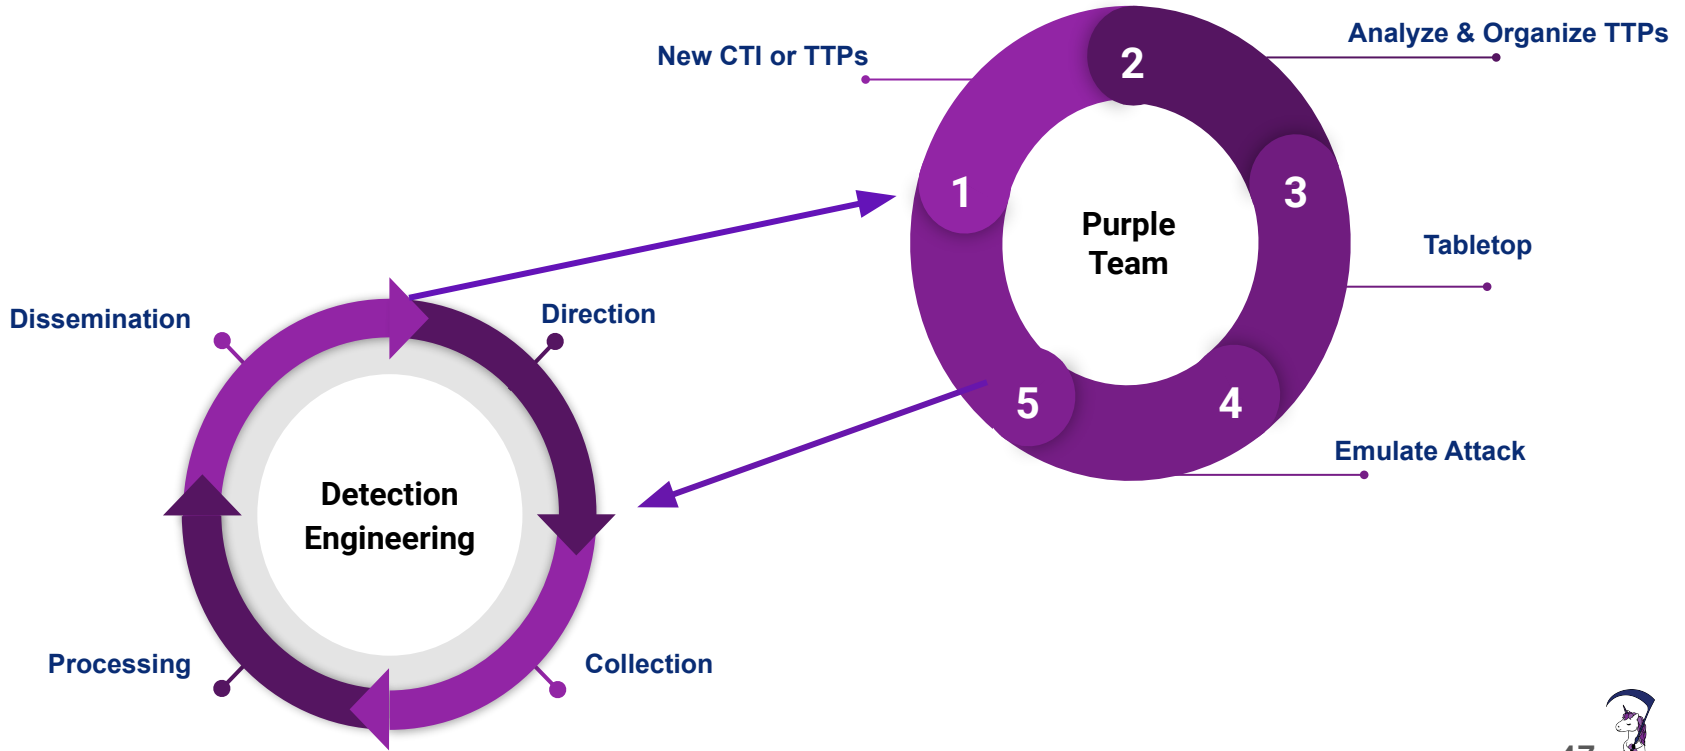 New CTI or TTPs
Analyze & Organize TTPs
2
1
3
Purple
Team
Tabletop
Dissemination
Direction
5
4
Emulate Attack
Detection
Engineering
Processing
Collection
47